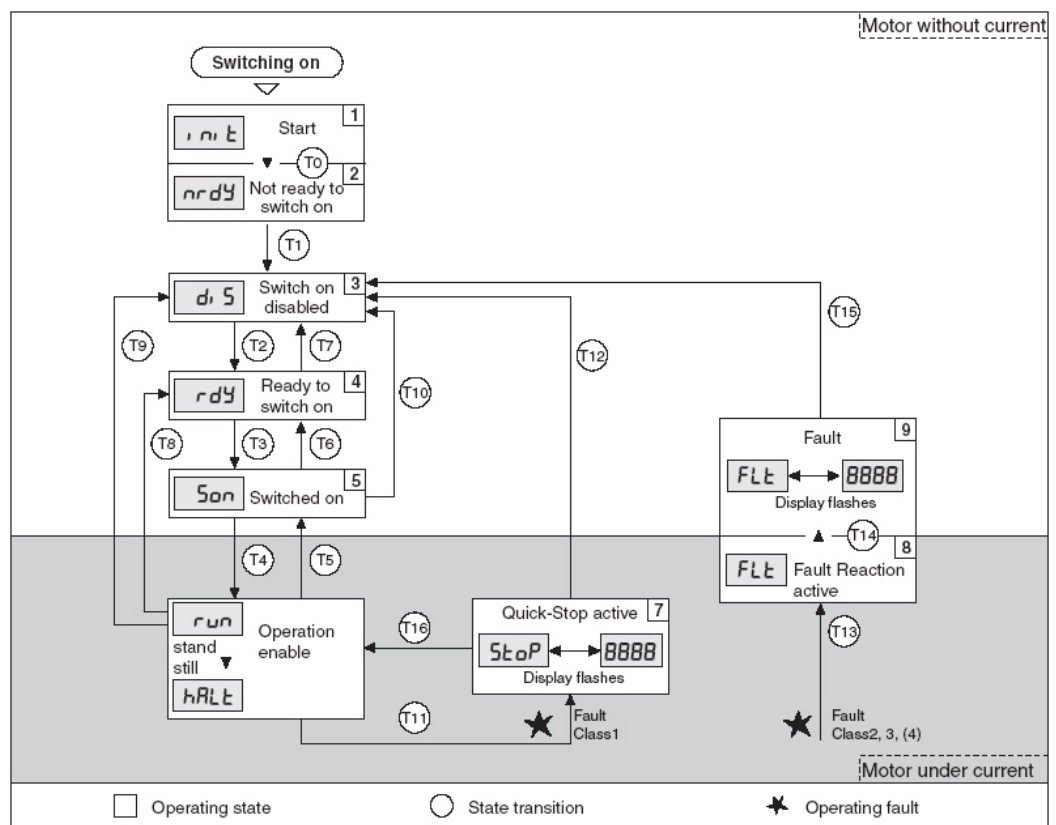 Motor without current
Switching on
1
init
Start
T0
2
nrdy
Not ready to
switch on
T1
3
diS
Switch on
disabled
T9
T2
T7
T10
T12
T15
4
rdy
Ready to
switch on
T8
T3
T6
5
Son
Switched on
9
Fault
FLt
8888
Display flashes
T14
8
FLt
Fault Reaction
active
T4
T5
T13
run
Operation
enable
stand
still
hALt
T16
7
Quick-Stop active
StoP
8888
Display flashes
T11
Fault
Class1
Fault
Class2, 3, (4)
Motor under current
Operating state
State transition
Operating fault